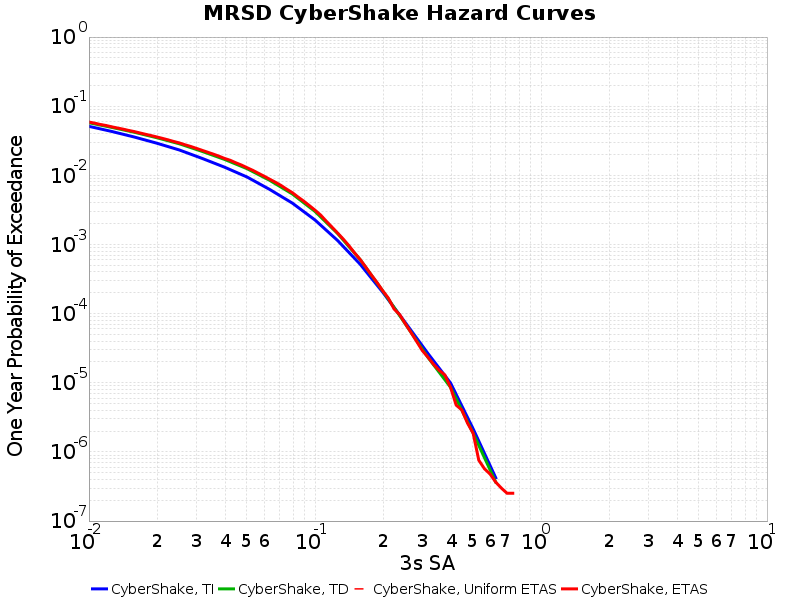 MRSD CyberShake Hazard Curves
One Year Probability of Exceedance
10^0
10^-1
10^-2
10^-3
10^-4
10^-5
10^-6
10^-7
10^-2 2 3 4 5 6 10^-1 2 3 4 5 6 7 10^0 2 3 4 5 6 7 10^1
3s SA
CyberShake, TI CyberShake, TD CyberShake, Uniform ETAS CyberShake, ETAS